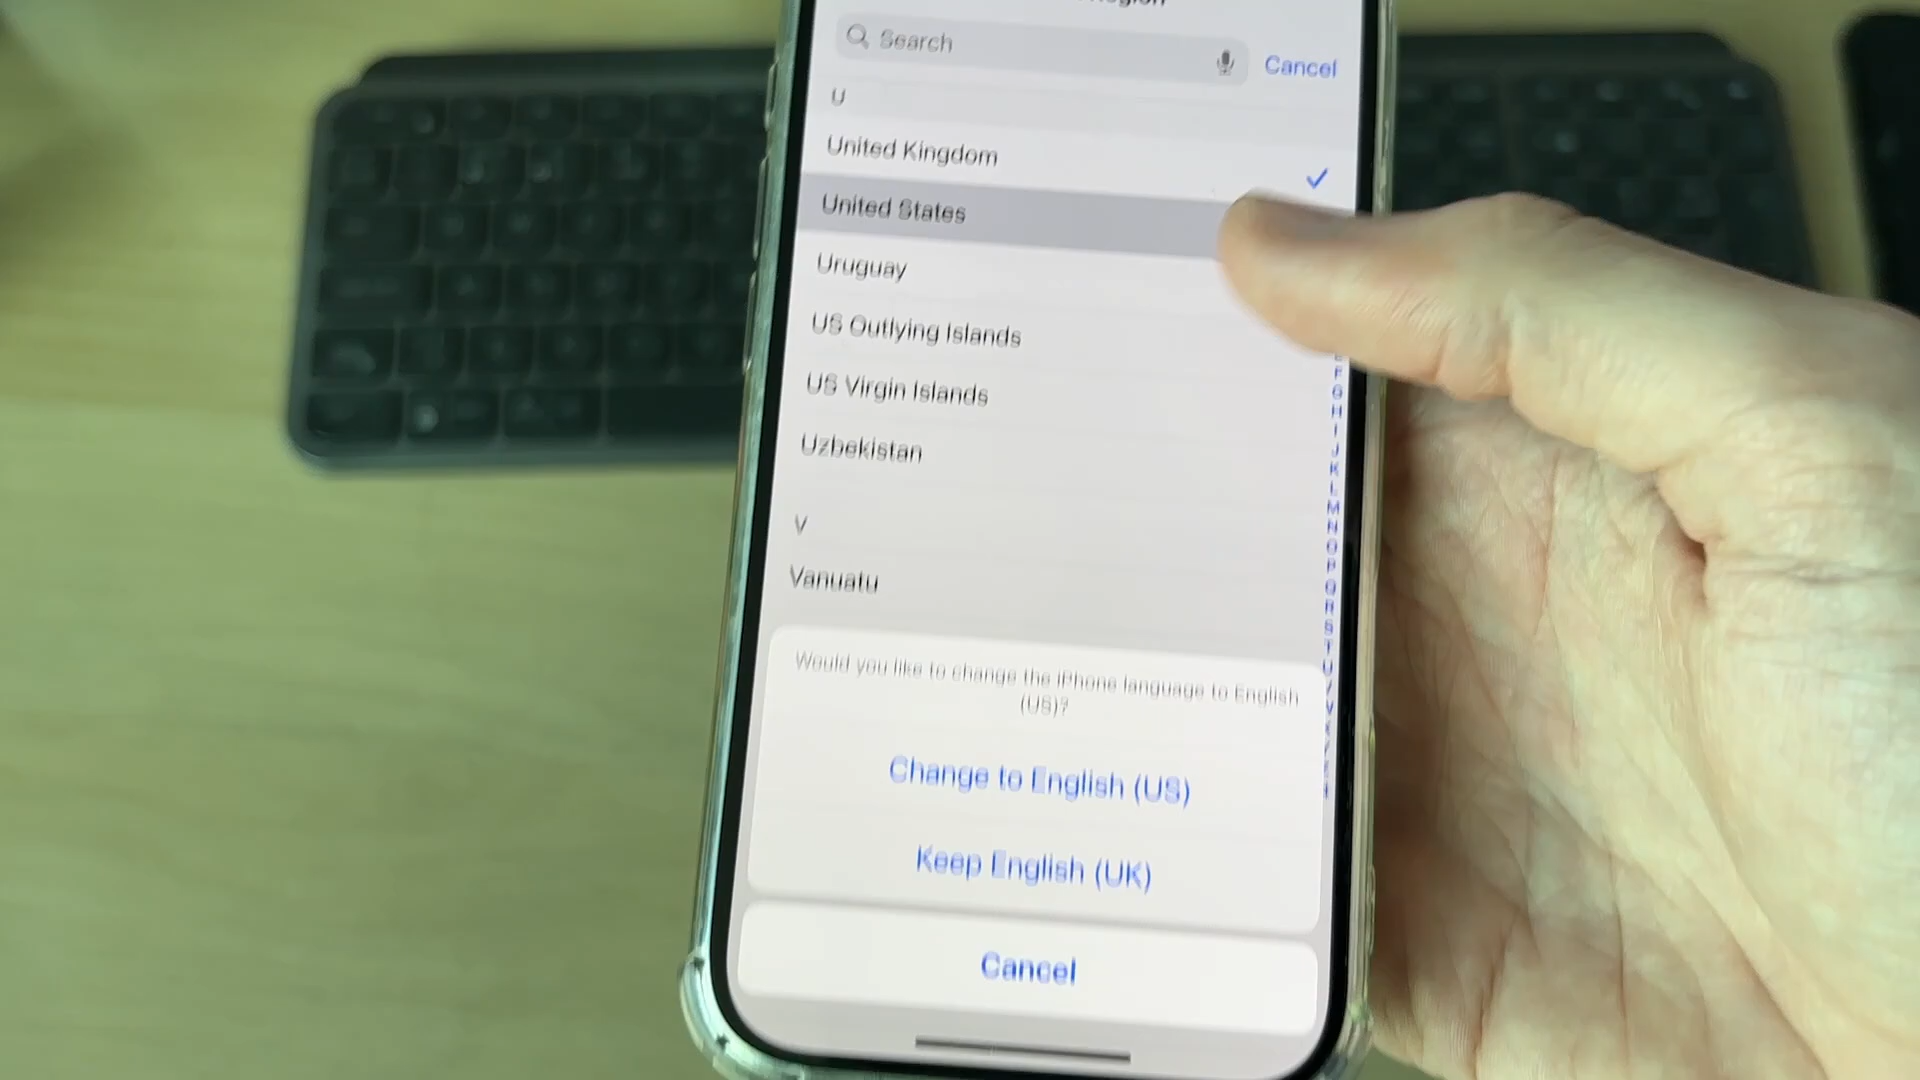 Region
Search
Cancel
U
United Kingdom
United States
Uruguay
US Outlying Islands
US Virgin Islands
Uzbekistan
V
Vanuatu
F
G
H
I
J
K
L
M
N
O
P
Q
R
S
T
U
V
Would you like to change the iPhone language to English
(US)?
Change to English (US)
Keep English (UK)
Cancel